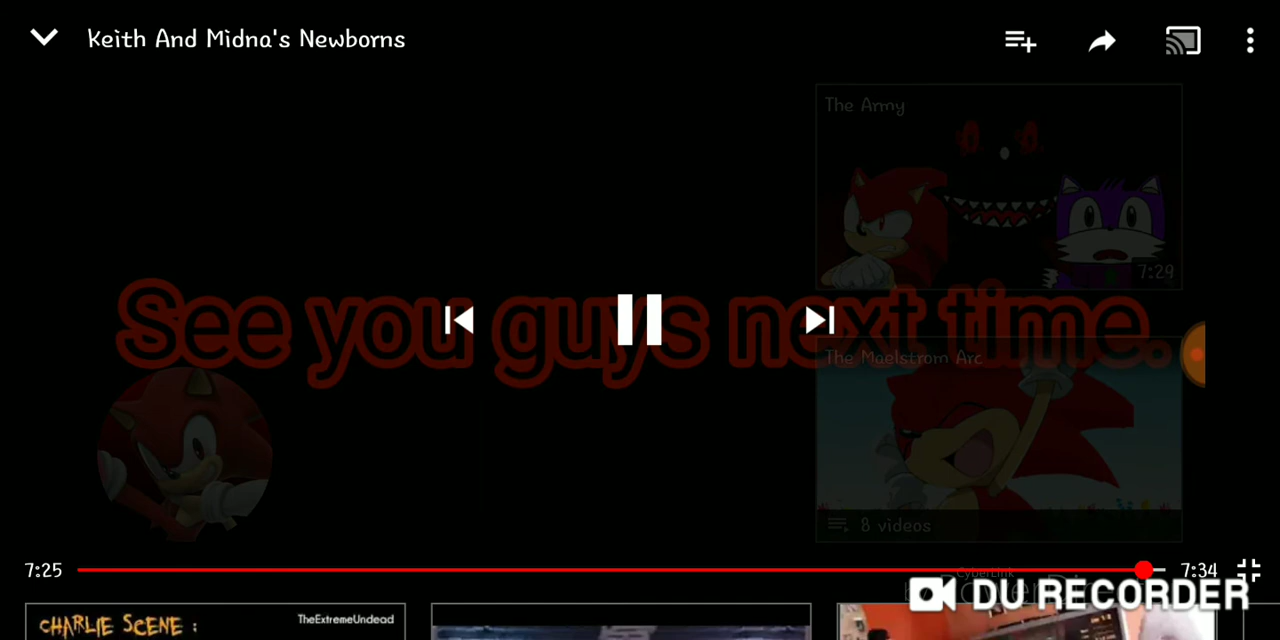 Keith And Midna's Newborns
The Army
7:29
See you guys next time.
The Maelstrom Arc
8 videos
7:25
7:34
CyberLink
DU RECORDER
CHARLIE SCENE :
TheExtremeUndead